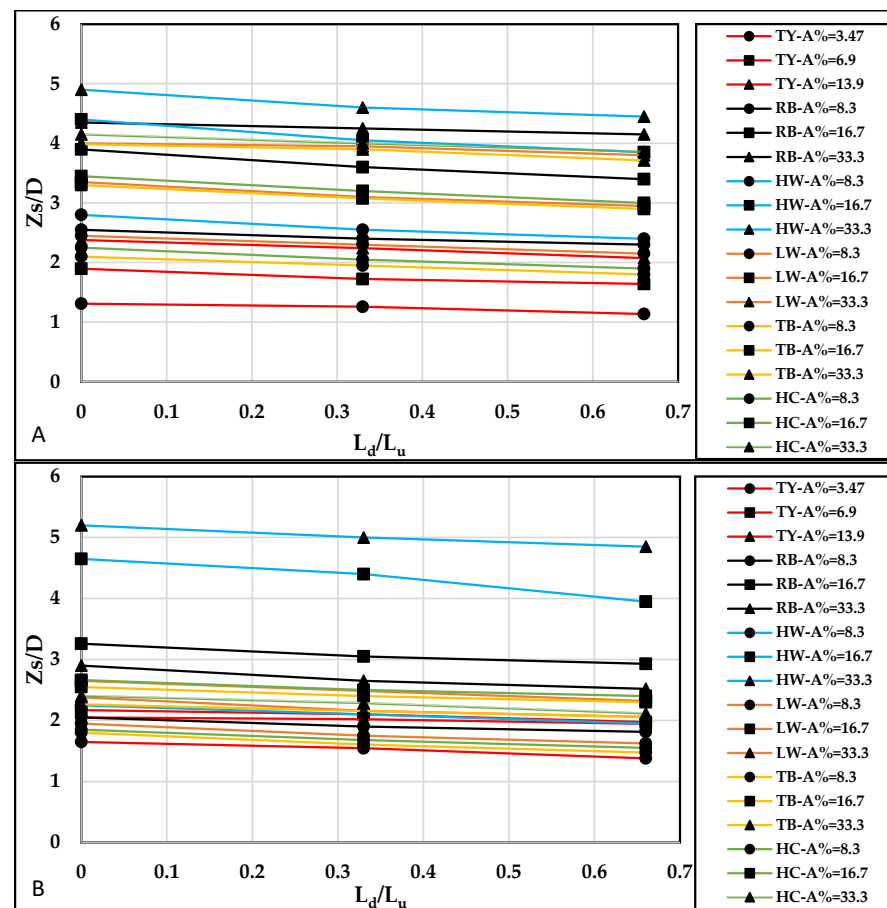 6
5
4
3
2
1
0
Zs/D
0 0.1 0.2 0.3 0.4 0.5 0.6 0.7
A
L_d/L_u
TY-A%=3.47
TY-A%=6.9
TY-A%=13.9
RB-A%=8.3
RB-A%=16.7
RB-A%=33.3
HW-A%=8.3
HW-A%=16.7
HW-A%=33.3
LW-A%=8.3
LW-A%=16.7
LW-A%=33.3
TB-A%=8.3
TB-A%=16.7
TB-A%=33.3
HC-A%=8.3
HC-A%=16.7
HC-A%=33.3
6
5
4
3
2
1
0
Zs/D
0 0.1 0.2 0.3 0.4 0.5 0.6 0.7
B
L_d/L_u
TY-A%=3.47
TY-A%=6.9
TY-A%=13.9
RB-A%=8.3
RB-A%=16.7
RB-A%=33.3
HW-A%=8.3
HW-A%=16.7
HW-A%=33.3
LW-A%=8.3
LW-A%=16.7
LW-A%=33.3
TB-A%=8.3
TB-A%=16.7
TB-A%=33.3
HC-A%=8.3
HC-A%=16.7
HC-A%=33.3